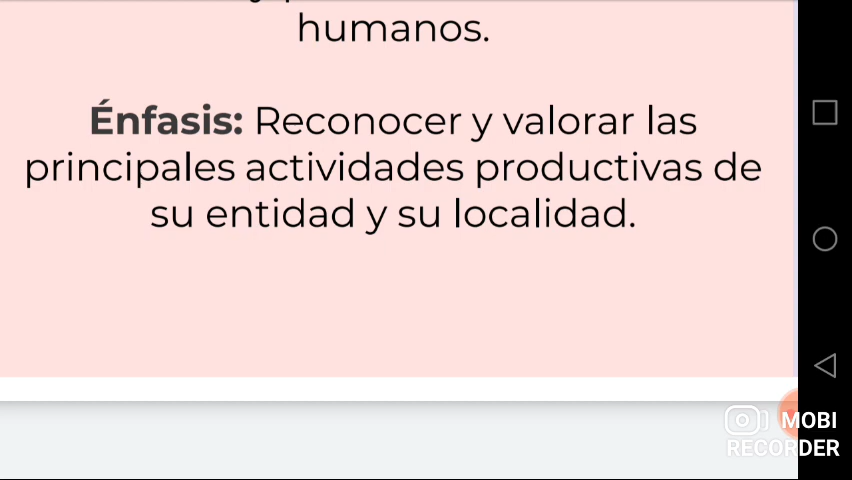 humanos.
Énfasis: Reconocer y valorar las
principales actividades productivas de
su entidad y su localidad.
MOBI
RECORDER